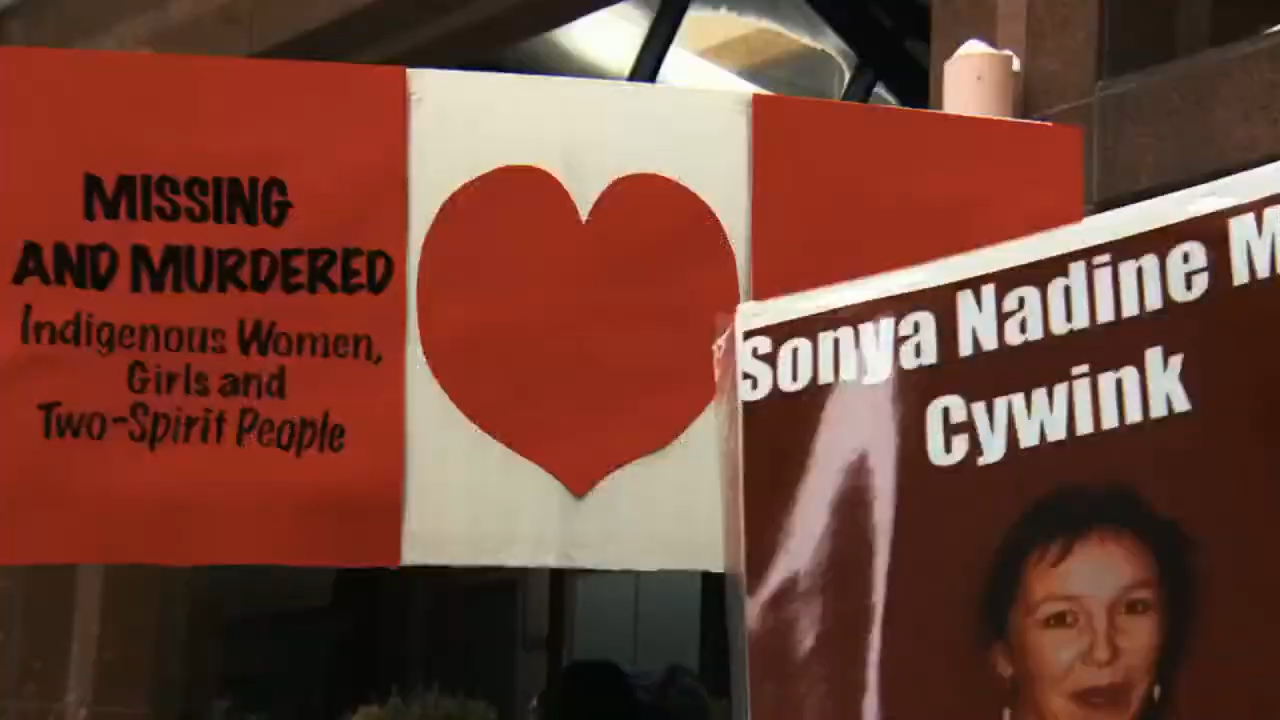 MISSING
AND MURDERED
Indigenous Women,
Girls and
Two-Spirit People
Sonya Nadine M
Cywink